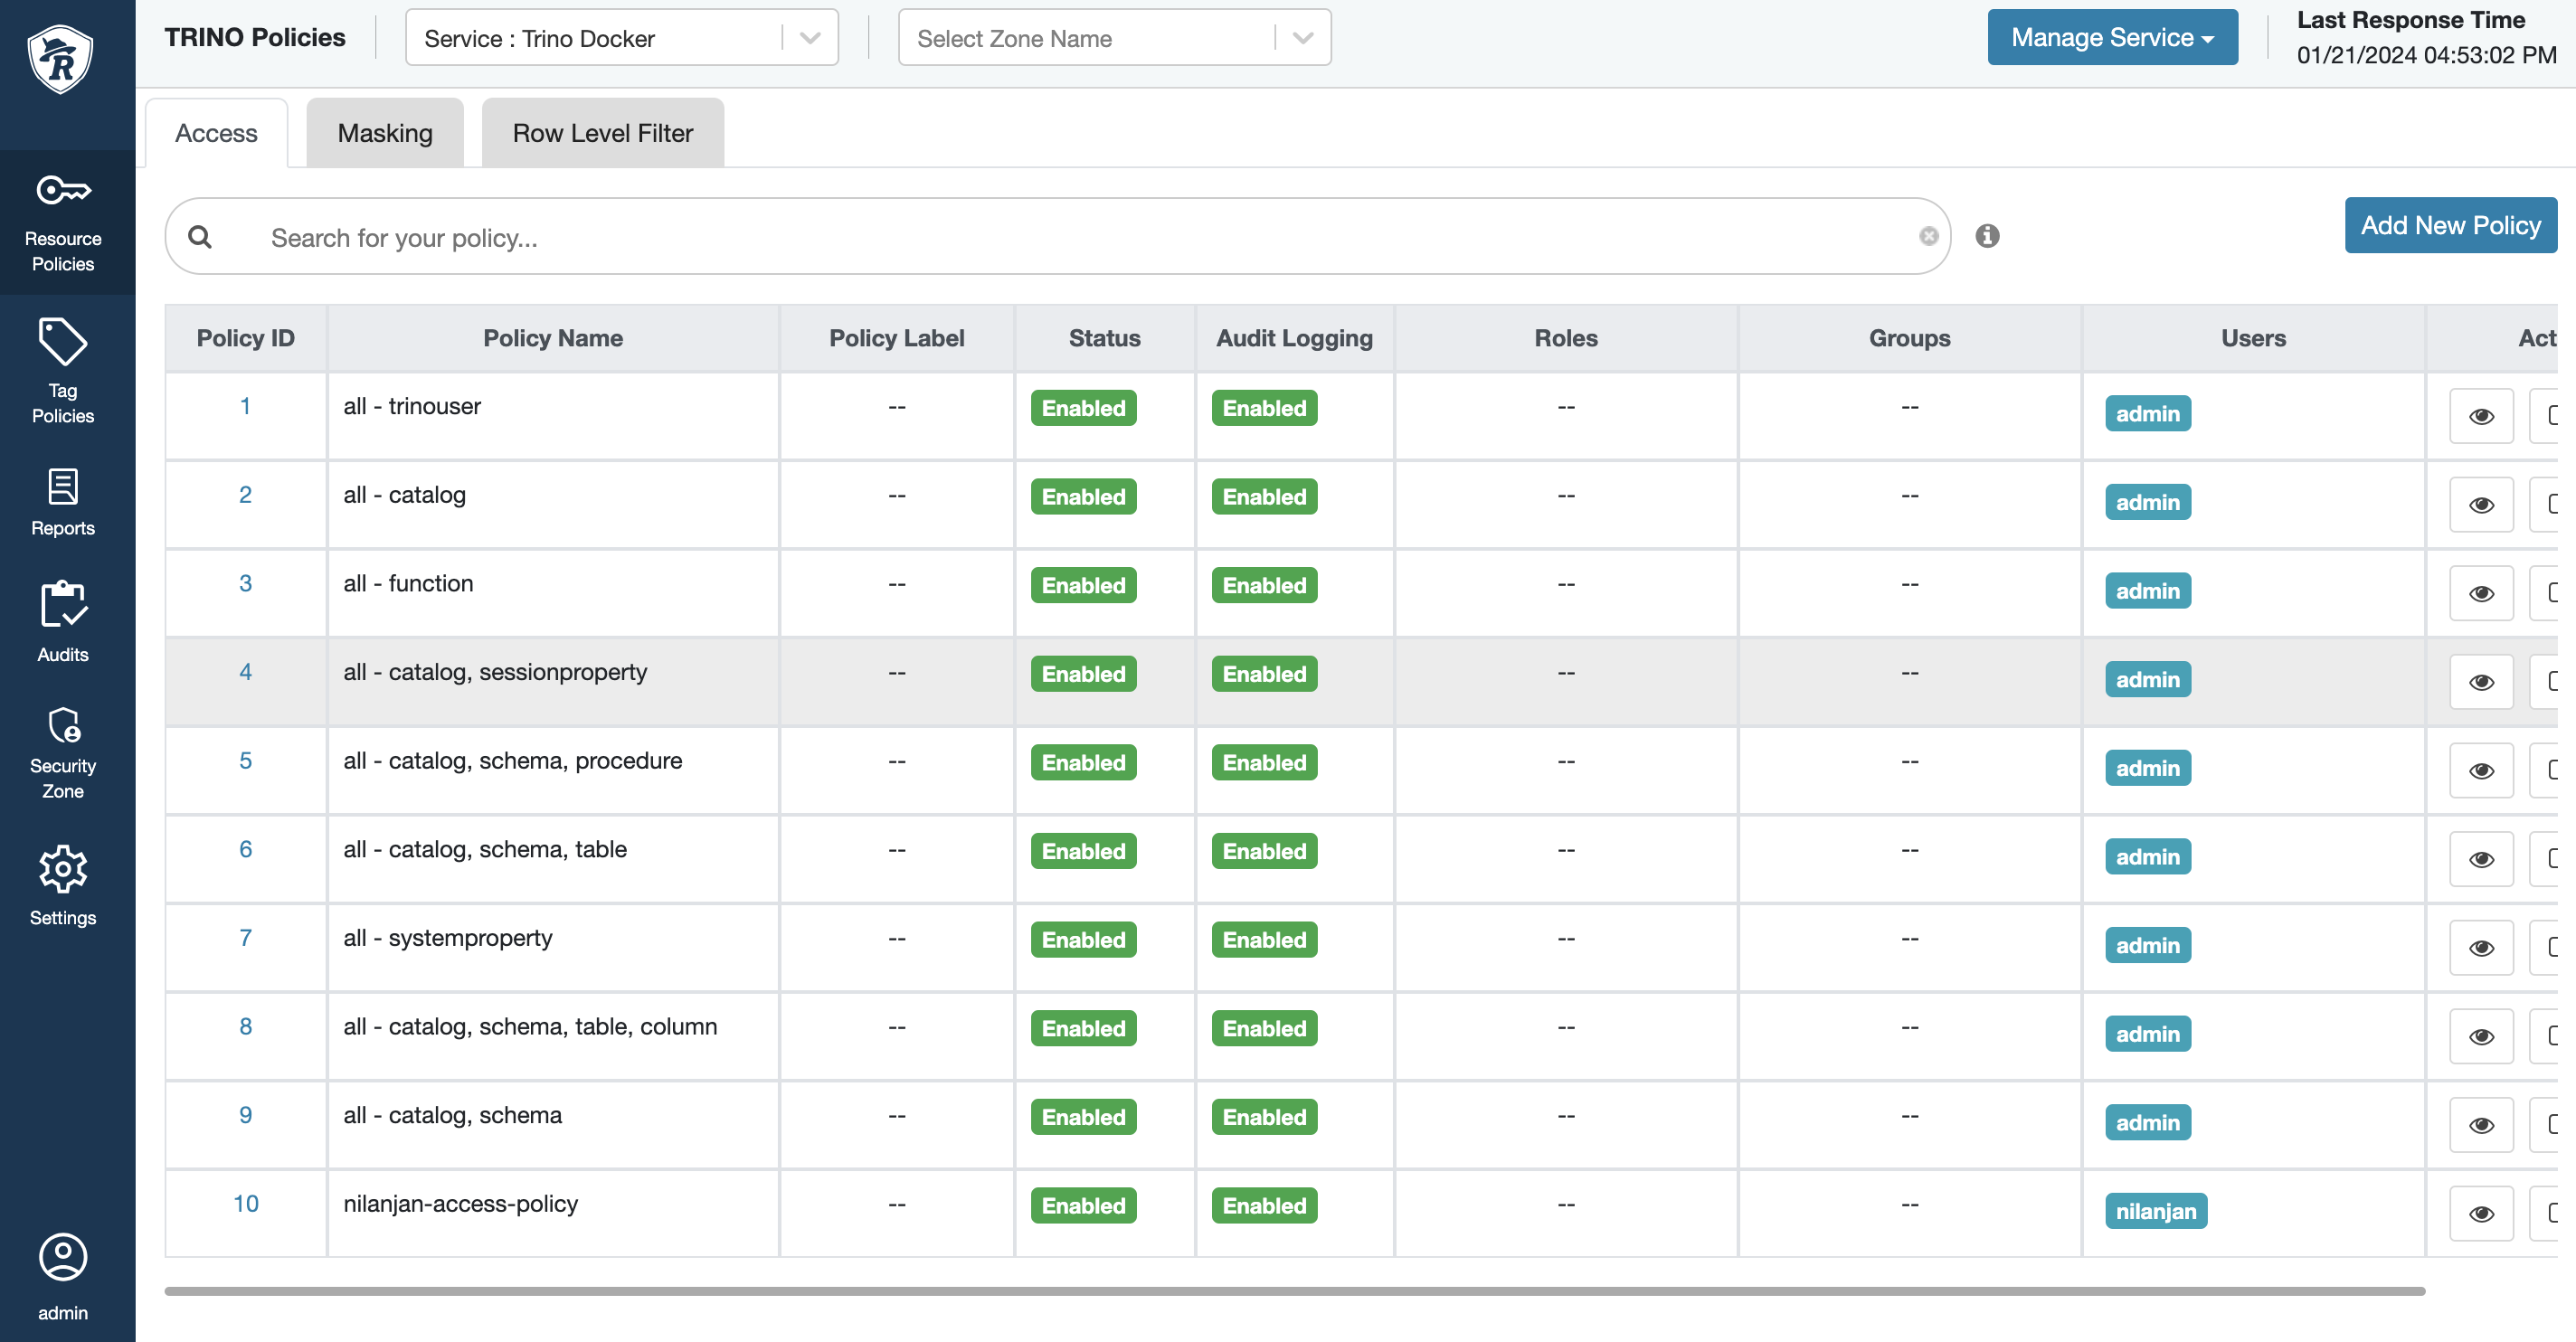 TRINO Policies
Service : Trino Docker
Select Zone Name
Manage Service
Last Response Time
01/21/2024 04:53:02 PM
R
Resource
Policies
Tag
Policies
Reports
Audits
Security
Zone
Settings
admin
Access
Masking
Row Level Filter
Search for your policy...
Add New Policy
Policy ID Policy Name Policy Label Status Audit Logging Roles Groups Users Act
1 all - trinouser -- Enabled Enabled -- -- admin
2 all - catalog -- Enabled Enabled -- -- admin
3 all - function -- Enabled Enabled -- -- admin
4 all - catalog, sessionproperty -- Enabled Enabled -- -- admin
5 all - catalog, schema, procedure -- Enabled Enabled -- -- admin
6 all - catalog, schema, table -- Enabled Enabled -- -- admin
7 all - systemproperty -- Enabled Enabled -- -- admin
8 all - catalog, schema, table, column -- Enabled Enabled -- -- admin
9 all - catalog, schema -- Enabled Enabled -- -- admin
10 nilanjan-access-policy -- Enabled Enabled -- -- nilanjan